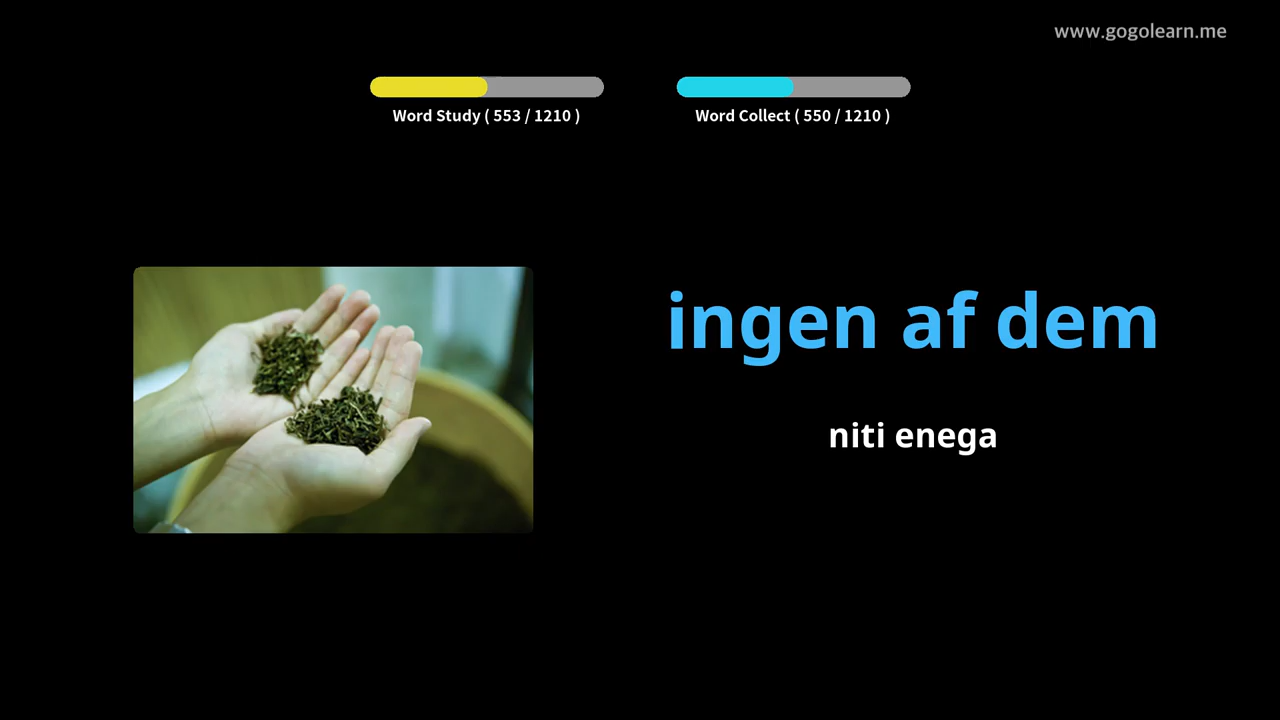 www.gogolearn.me
Word Study ( 553 / 1210 )
Word Collect ( 550 / 1210 )
ingen af dem
niti enega